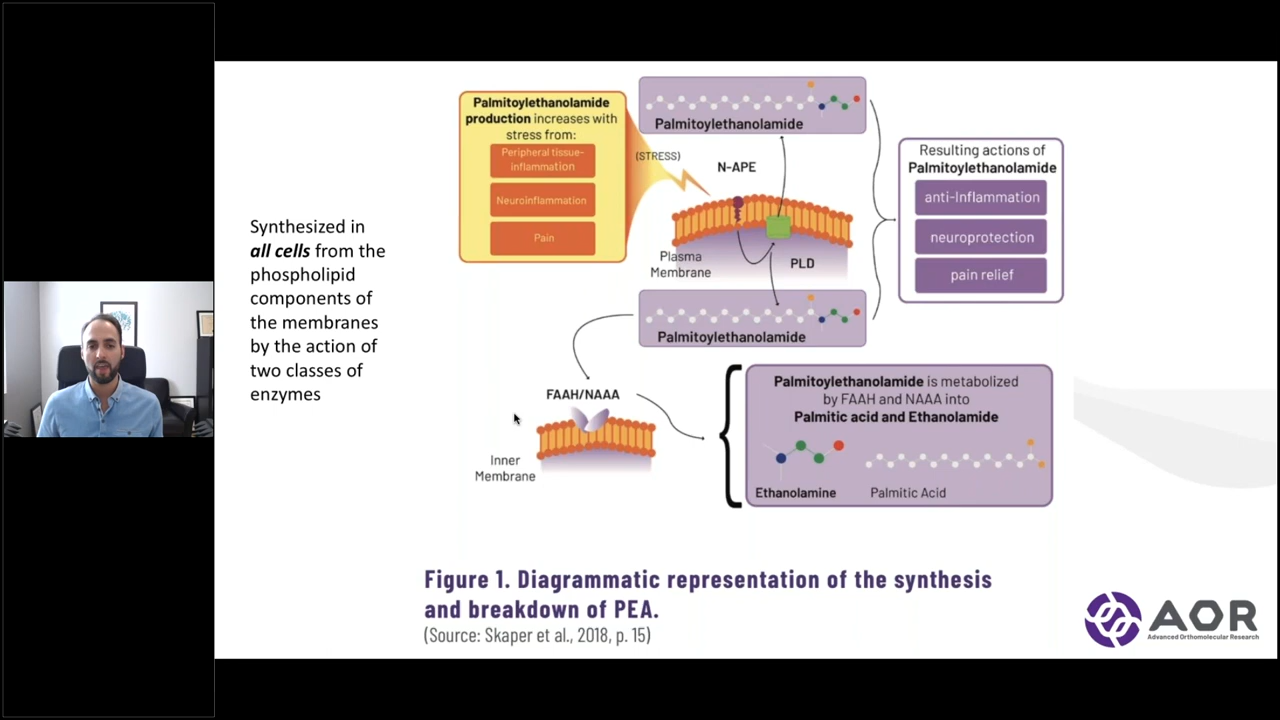 Synthesized in
all cells from the
phospholipid
components of
the membranes
by the action of
two classes of
enzymes
Palmitoylethanolamide
production increases with
stress from:
Peripheral tissue-
inflammation
Neuroinflammation
Pain
(STRESS)
Palmitoylethanolamide
N-APE
Plasma
Membrane
PLD
Palmitoylethanolamide
Resulting actions of
Palmitoylethanolamide
anti-Inflammation
neuroprotection
pain relief
FAAH/NAAA
Inner
Membrane
Palmitoylethanolamide is metabolized
by FAAH and NAAA into
Palmitic acid and Ethanolamide
Ethanolamine
Palmitic Acid
Figure 1. Diagrammatic representation of the synthesis
and breakdown of PEA.
(Source: Skaper et al., 2018, p. 15)
AOR
Advanced Orthomolecular Research